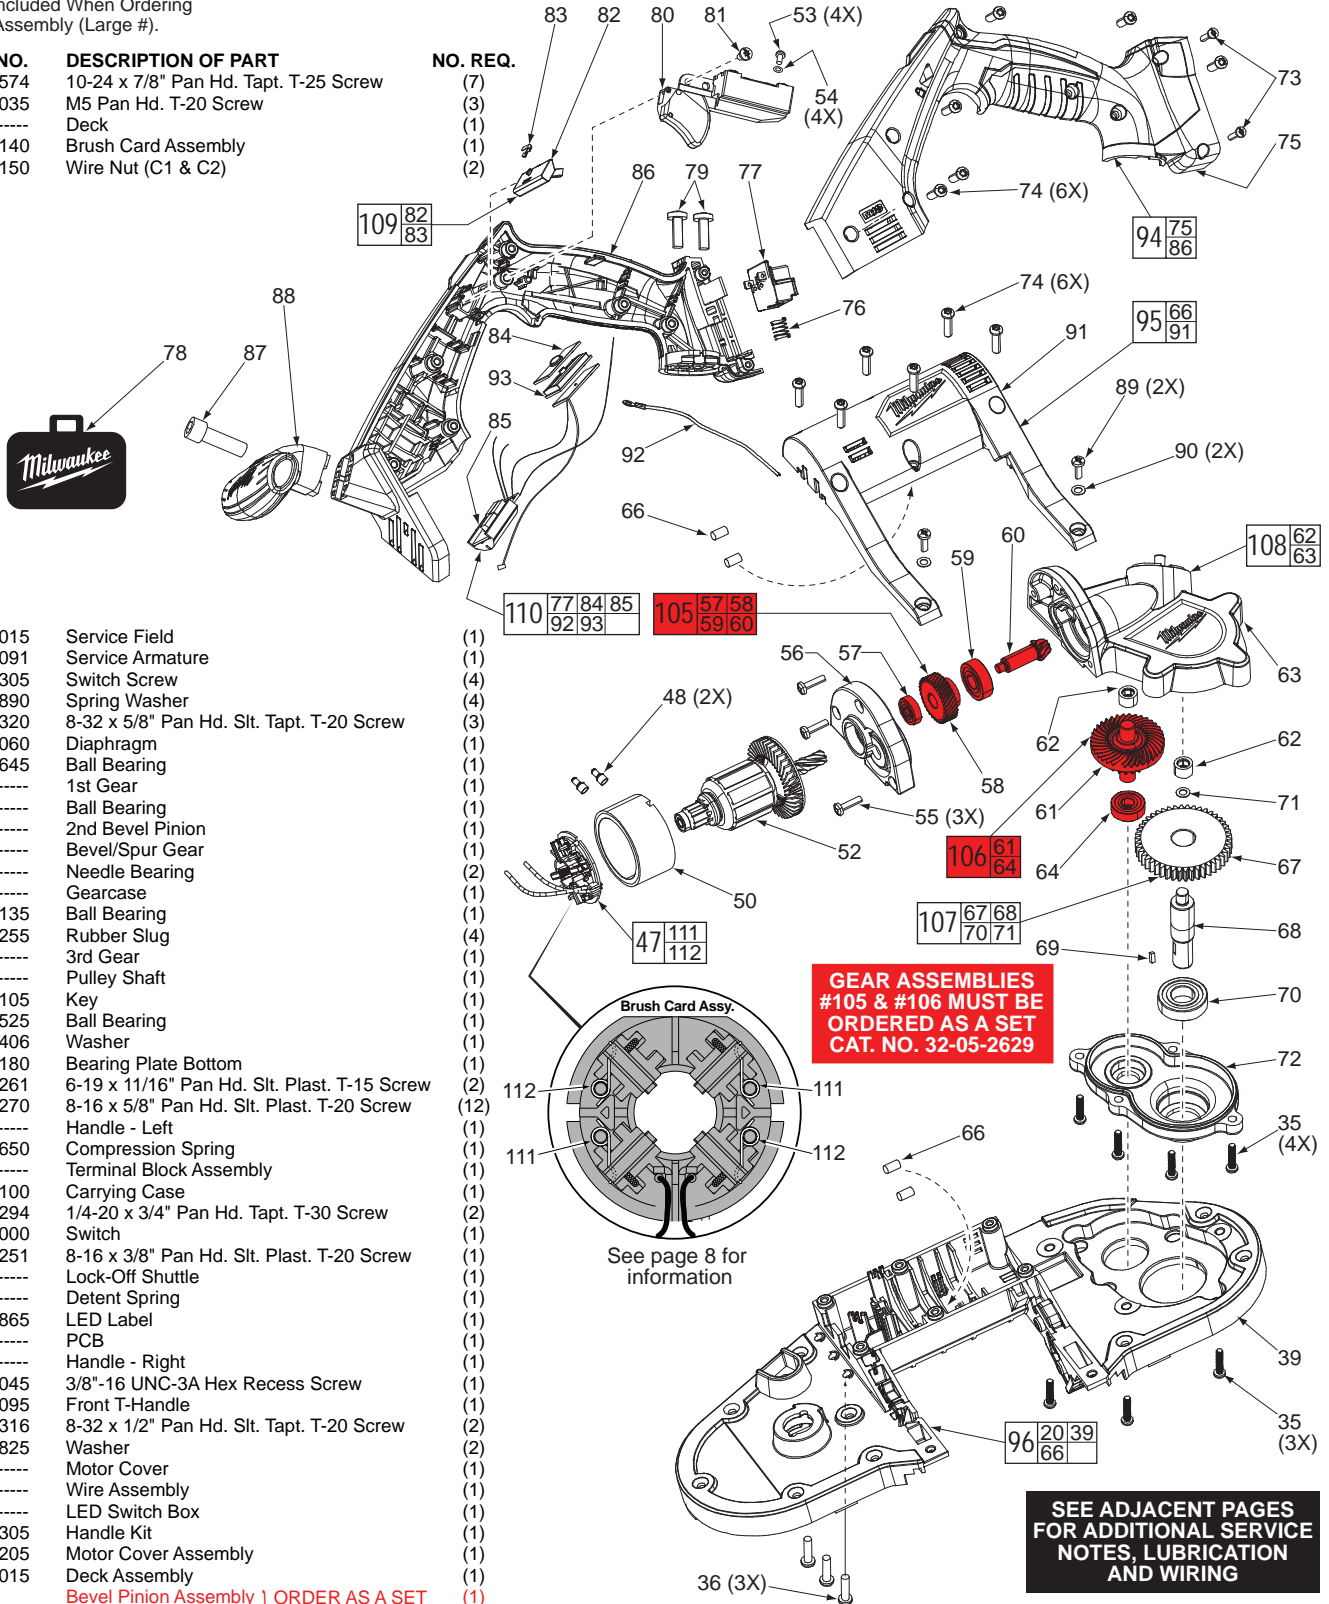 ncluded When Ordering
Assembly (Large #).
NO. DESCRIPTION OF PART NO. REQ.
574 10-24 x 7/8" Pan Hd. Tapt. T-25 Screw (7)
035 M5 Pan Hd. T-20 Screw (3)
----- Deck (1)
140 Brush Card Assembly (1)
150 Wire Nut (C1 & C2) (2)
83
82
80
81
53 (4X)
54
(4X)
73
75
74 (6X)
94 75
86
109 82
83
86
79
77
76
74 (6X)
95 66
91
91
89 (2X)
90 (2X)
88
87
78
Milwaukee
84
93
85
92
66
Milwaukee
110 77 84 85
92 93
105 57 58
59 60
59
60
108 62
63
Milwaukee
63
56
57
58
62
62
61
71
48 (2X)
55 (3X)
52
50
106 61
64
64
67
107 67 68
70 71
68
69
70
47 111
112
GEAR ASSEMBLIES
#105 & #106 MUST BE
ORDERED AS A SET
CAT. NO. 32-05-2629
72
35
(4X)
Brush Card Assy.
112
111
111
112
See page 8 for
information
66
39
35
(3X)
96 20 39
66
36 (3X)
SEE ADJACENT PAGES
FOR ADDITIONAL SERVICE
NOTES, LUBRICATION
AND WIRING
015 Service Field (1)
091 Service Armature (1)
305 Switch Screw (4)
890 Spring Washer (4)
320 8-32 x 5/8" Pan Hd. Slt. Tapt. T-20 Screw (3)
060 Diaphragm (1)
645 Ball Bearing (1)
----- 1st Gear (1)
----- Ball Bearing (1)
----- 2nd Bevel Pinion (1)
----- Bevel/Spur Gear (1)
----- Needle Bearing (2)
----- Gearcase (1)
135 Ball Bearing (1)
255 Rubber Slug (4)
----- 3rd Gear (1)
----- Pulley Shaft (1)
105 Key (1)
525 Ball Bearing (1)
406 Washer (1)
180 Bearing Plate Bottom (1)
261 6-19 x 11/16" Pan Hd. Slt. Plast. T-15 Screw (2)
270 8-16 x 5/8" Pan Hd. Slt. Plast. T-20 Screw (12)
----- Handle - Left (1)
650 Compression Spring (1)
----- Terminal Block Assembly (1)
100 Carrying Case (1)
294 1/4-20 x 3/4" Pan Hd. Tapt. T-30 Screw (2)
000 Switch (1)
251 8-16 x 3/8" Pan Hd. Slt. Plast. T-20 Screw (1)
----- Lock-Off Shuttle (1)
----- Detent Spring (1)
865 LED Label (1)
----- PCB (1)
----- Handle - Right (1)
045 3/8"-16 UNC-3A Hex Recess Screw (1)
095 Front T-Handle (1)
316 8-32 x 1/2" Pan Hd. Slt. Tapt. T-20 Screw (2)
825 Washer (2)
----- Motor Cover (1)
----- Wire Assembly (1)
----- LED Switch Box (1)
305 Handle Kit (1)
205 Motor Cover Assembly (1)
015 Deck Assembly (1)
Bevel Pinion Assembly } ORDER AS A SET (1)